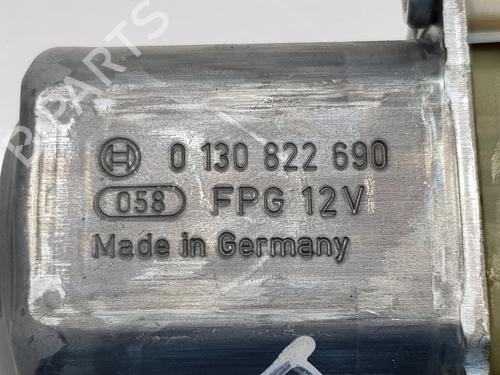 0 130 822 690
058 FPG 12V
Made in Germany
B-PARTS